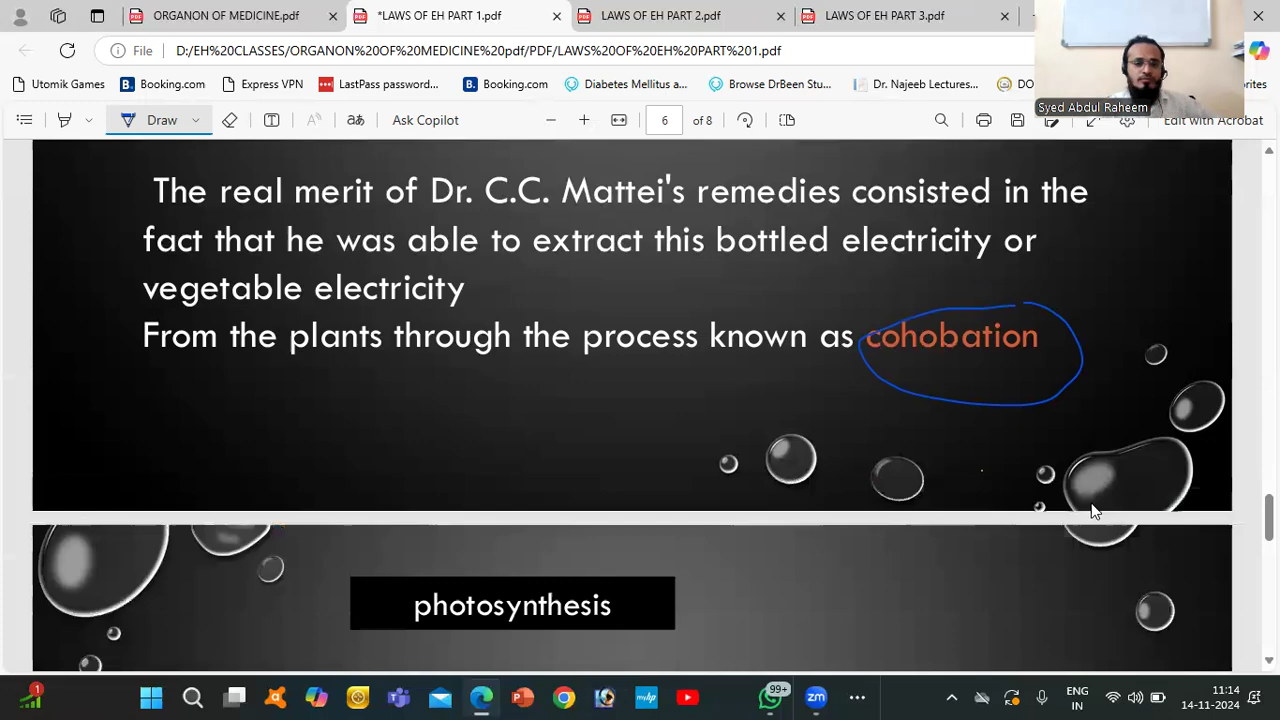 ORGANON OF MEDICINE.pdf
*LAWS OF EH PART 1.pdf
LAWS OF EH PART 2.pdf
LAWS OF EH PART 3.pdf
File D:/EH%20CLASSES/ORGANON%20OF%20MEDICINE%20pdf/PDF/LAWS%20OF%20EH%20PART%201.pdf
Utomik Games
Booking.com
Express VPN
LastPass password...
Booking.com
Diabetes Mellitus a...
Browse DrBeen Stu...
Dr. Najeeb Lectures...
Syed Abdul Raheem
Draw
Ask Copilot
6 of 8
Edit with Acrobat
The real merit of Dr. C.C. Mattei's remedies consisted in the
fact that he was able to extract this bottled electricity or
vegetable electricity
From the plants through the process known as cohobation
photosynthesis
1
99+
zm
ENG
IN
11:14
14-11-2024